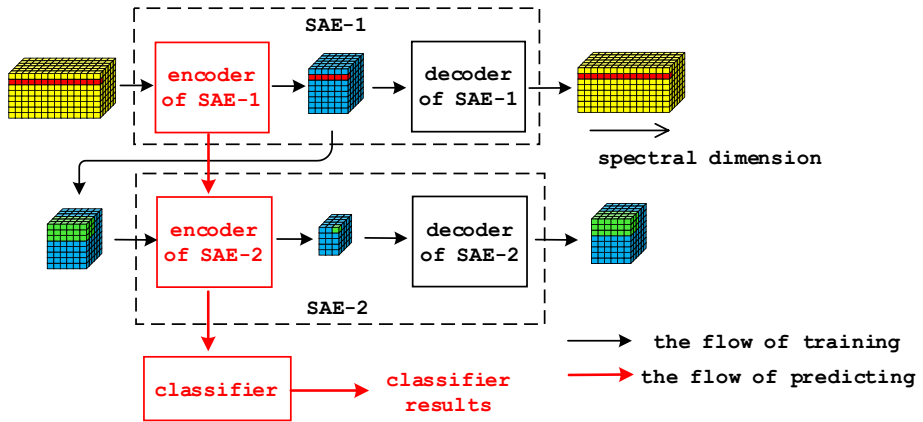 SAE-1
encoder
of SAE-1
decoder
of SAE-1
spectral dimension
encoder
of SAE-2
decoder
of SAE-2
SAE-2
the flow of training
classifier
classifier
results
the flow of predicting